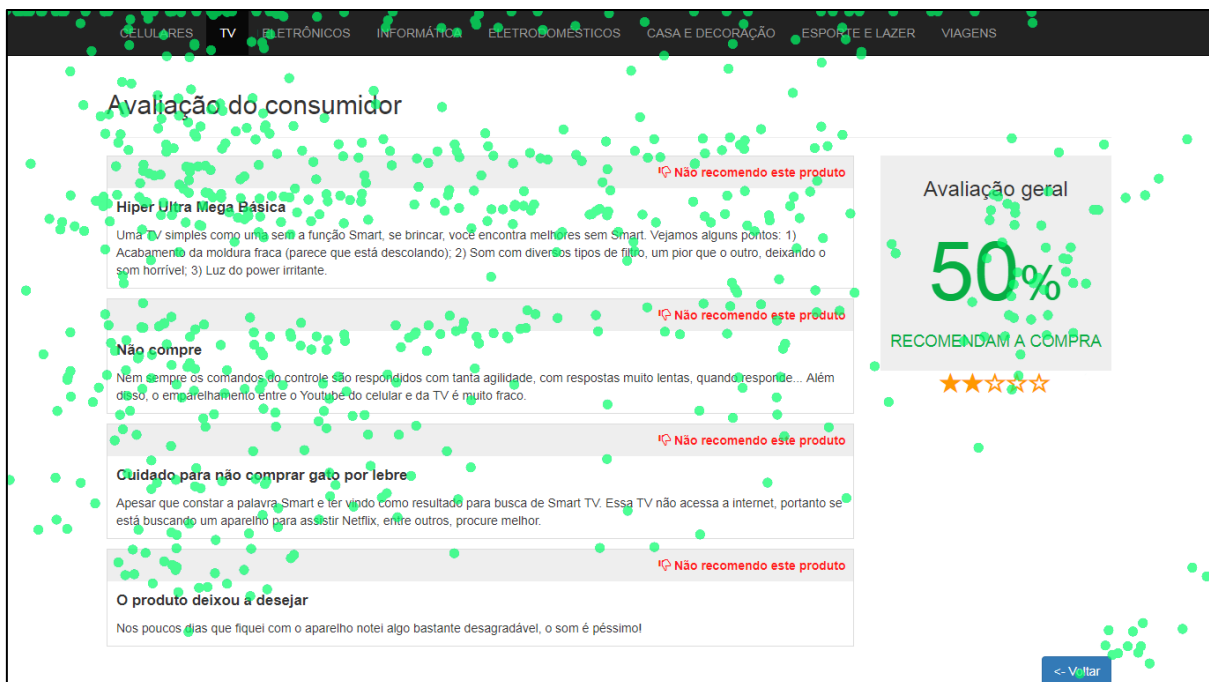 CELULARES TV ELETRÔNICOS INFORMÁTICA ELETRODOMÉSTICOS CASA E DECORAÇÃO ESPORTE E LAZER VIAGENS
Avaliação do consumidor
Não recomendo este produto
Hiper Ultra Mega Básica
Uma TV simples como uma sem a função Smart, se brincar, você encontra melhores sem Smart. Vejamos alguns pontos: 1)
Acabamento da moldura fraca (parece que está descolando); 2) Som com diversos tipos de filtro, um pior que o outro, deixando o
som horrível; 3) Luz do power irritante.
Não recomendo este produto
Não compre
Nem sempre os comandos do controle são respondidos com tanta agilidade, com respostas muito lentas, quando responde... Além
disso, o emparelhamento entre o Youtube do celular e da TV é muito fraco.
Não recomendo este produto
Cuidado para não comprar gato por lebre
Apesar que constar a palavra Smart e ter vindo como resultado para busca de Smart TV. Essa TV não acessa a internet, portanto se
está buscando um aparelho para assistir Netflix, entre outros, procure melhor.
Não recomendo este produto
O produto deixou a desejar
Nos poucos dias que fiquei com o aparelho notei algo bastante desagradável, o som é péssimo!
Avaliação geral
50%
RECOMENDAM A COMPRA
<- Voltar